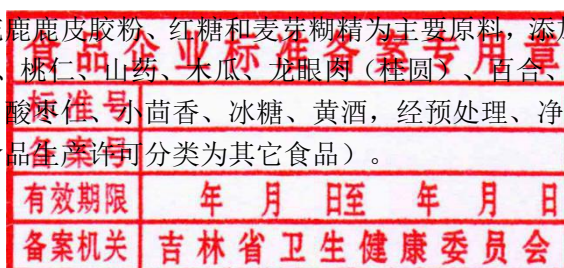 鹿鹿皮胶粉、红糖和麦芽糊精为主要原料，添加
食品企业标准备案专用章
、桃仁、山药、木瓜、龙眼肉（桂圆）、百合、
标准号
酸枣仁、小茴香、冰糖、黄酒，经预处理、净
备案号
品生产许可分类为其它食品）。
有效期限 年 月 日至 年 月 日
备案机关 吉林省卫生健康委员会